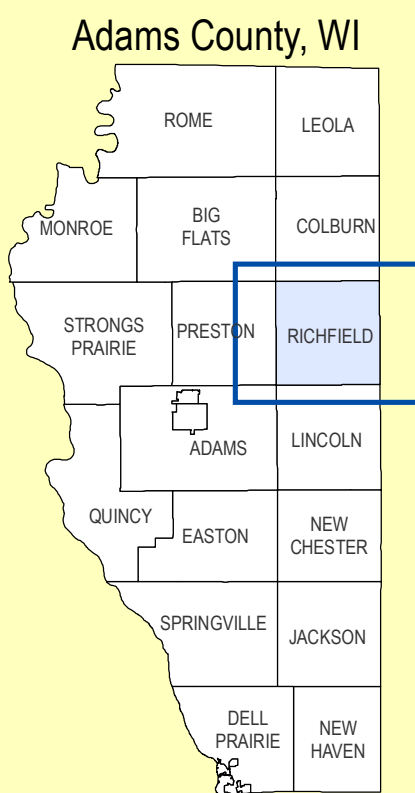 Adams County, WI
ROME
LEOLA
MONROE
BIG
FLATS
COLBURN
STRONGS
PRAIRIE
PRESTON
RICHFIELD
ADAMS
LINCOLN
QUINCY
EASTON
NEW
CHESTER
SPRINGVILLE
JACKSON
DELL
PRAIRIE
NEW
HAVEN